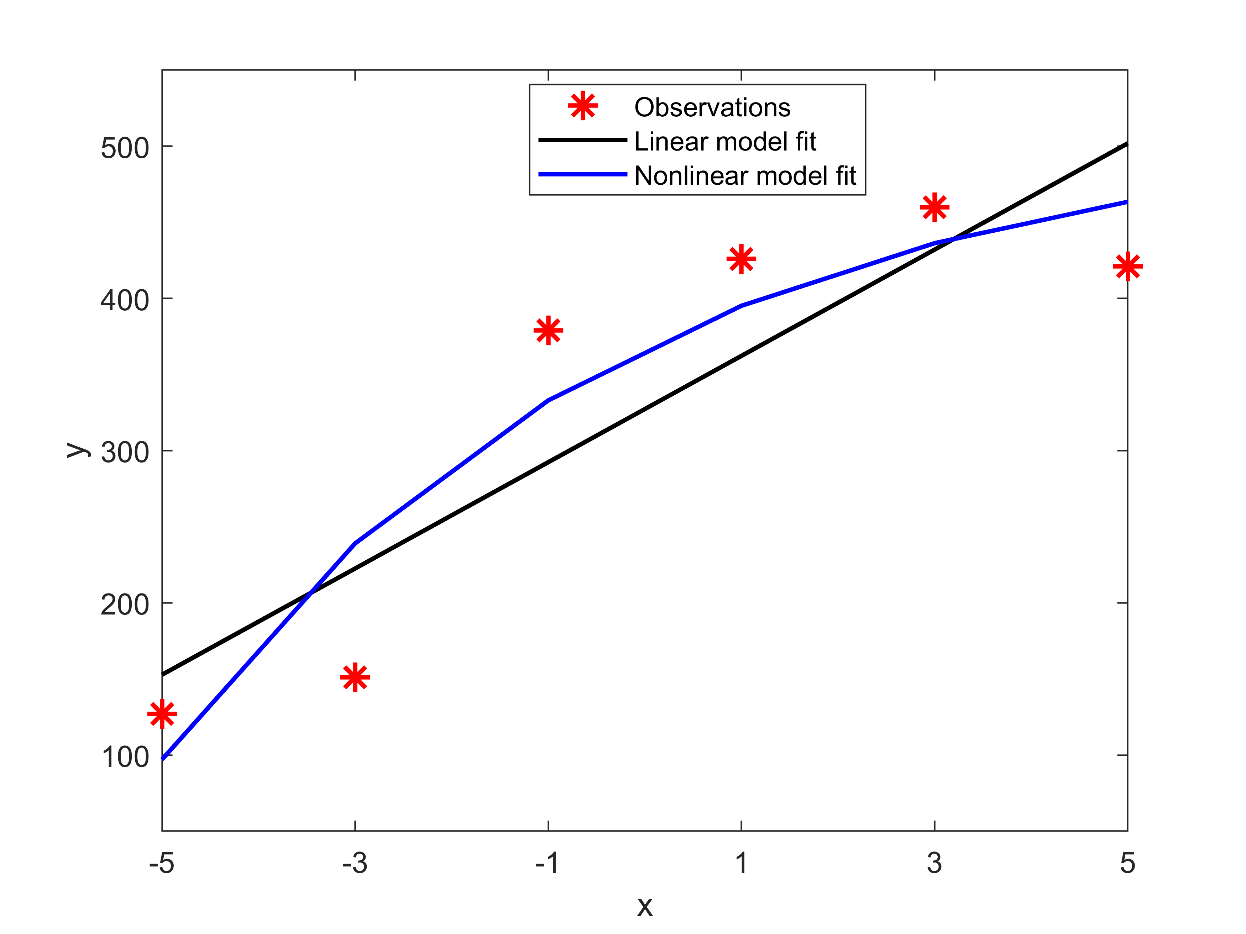 Observations
Linear model fit
Nonlinear model fit
500
400
300
200
100
y
-5 -3 -1 1 3 5
x